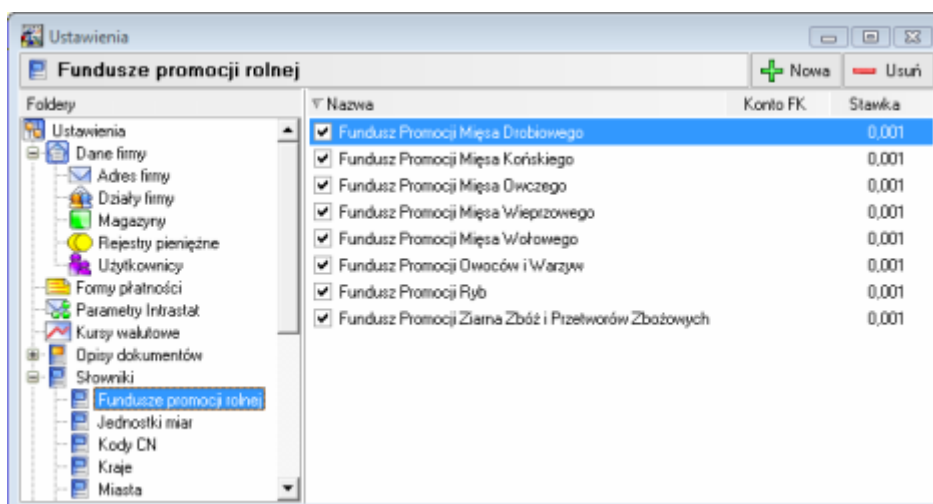 Ustawienia
Fundusze promocji rolnej
Nowa
Usuń
Foldery
Nazwa
Konto FK
Stawka
Ustawienia
Dane firmy
Adres firmy
Działy firmy
Magazyny
Rejestry pieniężne
Użytkownicy
Formy płatności
Parametry Intrastat
Kursy walutowe
Opisy dokumentów
Słowniki
Fundusze promocji rolnej
Jednostki miar
Kody CN
Kraje
Miasta
Fundusz Promocji Mięsa Drobiowego 0,001
Fundusz Promocji Mięsa Końskiego 0,001
Fundusz Promocji Mięsa Owczego 0,001
Fundusz Promocji Mięsa Wieprzowego 0,001
Fundusz Promocji Mięsa Wołowego 0,001
Fundusz Promocji Owoców i Warzyw 0,001
Fundusz Promocji Ryb 0,001
Fundusz Promocji Ziarna Zbóż i Przetworów Zbożowych 0,001